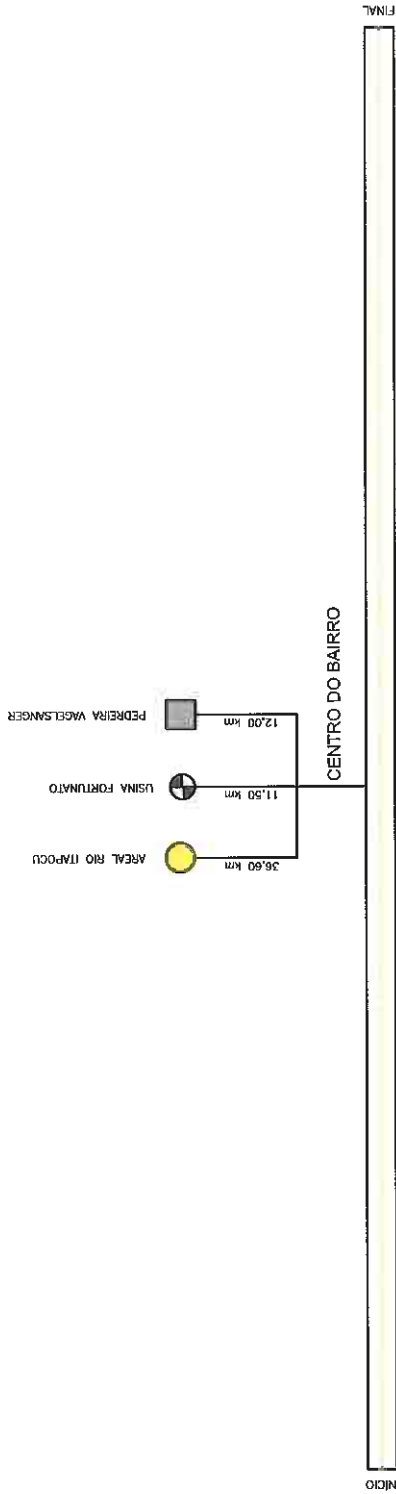 FINAL
PEDREIRA VAGELSANGER
12,00 km
USINA FORTUNATO
11,50 km
AREAL RIO ITAPOCU
36,60 km
CENTRO DO BAIRRO
INÍCIO